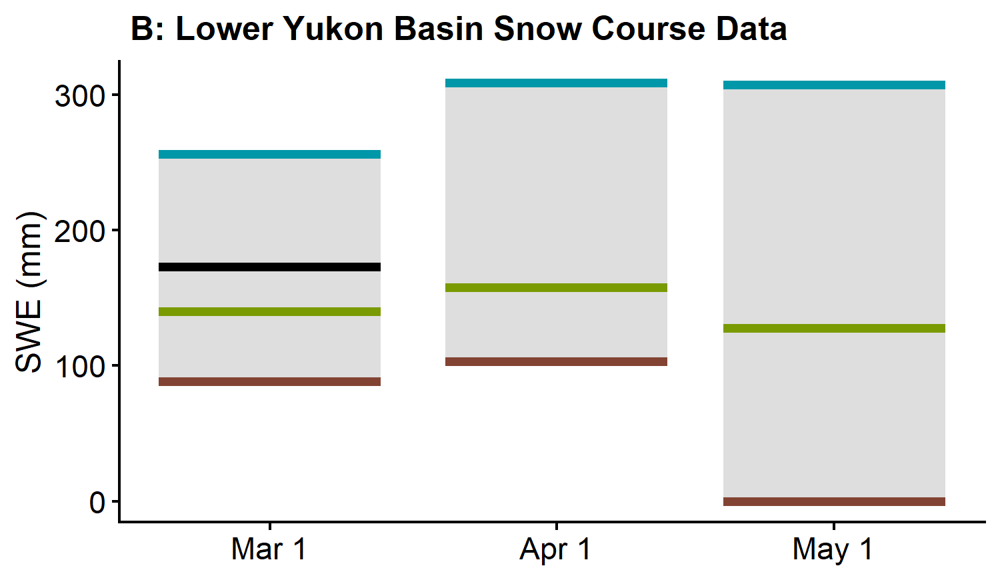 B: Lower Yukon Basin Snow Course Data
SWE (mm)
300
200
100
0
Mar 1
Apr 1
May 1